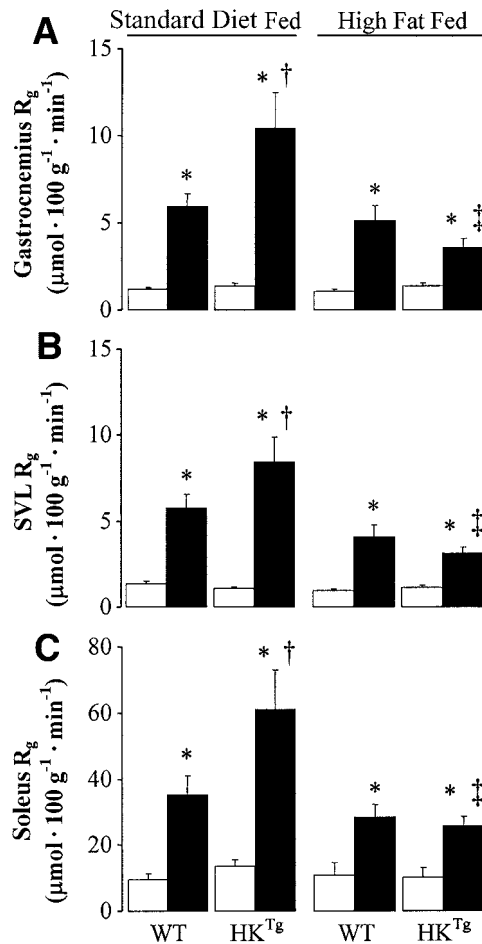 Standard Diet Fed High Fat Fed
A
Gastrocnemius Rg
(µmol · 100 g-1 · min-1)
15
10
5
0
* * † * * ‡
B
SVL Rg
(µmol · 100 g-1 · min-1)
15
10
5
0
* * † * * ‡
C
Soleus Rg
(µmol · 100 g-1 · min-1)
80
60
40
20
0
* * † * * ‡
WT HKTg WT HKTg